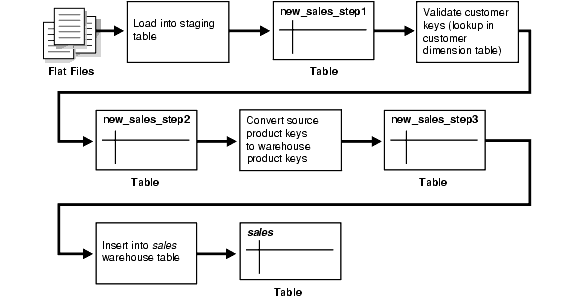 Load into staging
table
new_sales_step1
Validate customer
keys (lookup in
customer
dimension table)
Flat Files
Table
new_sales_step2
Convert source
product keys
to warehouse
product keys
new_sales_step3
Table
Table
Insert into sales
warehouse table
sales
Table